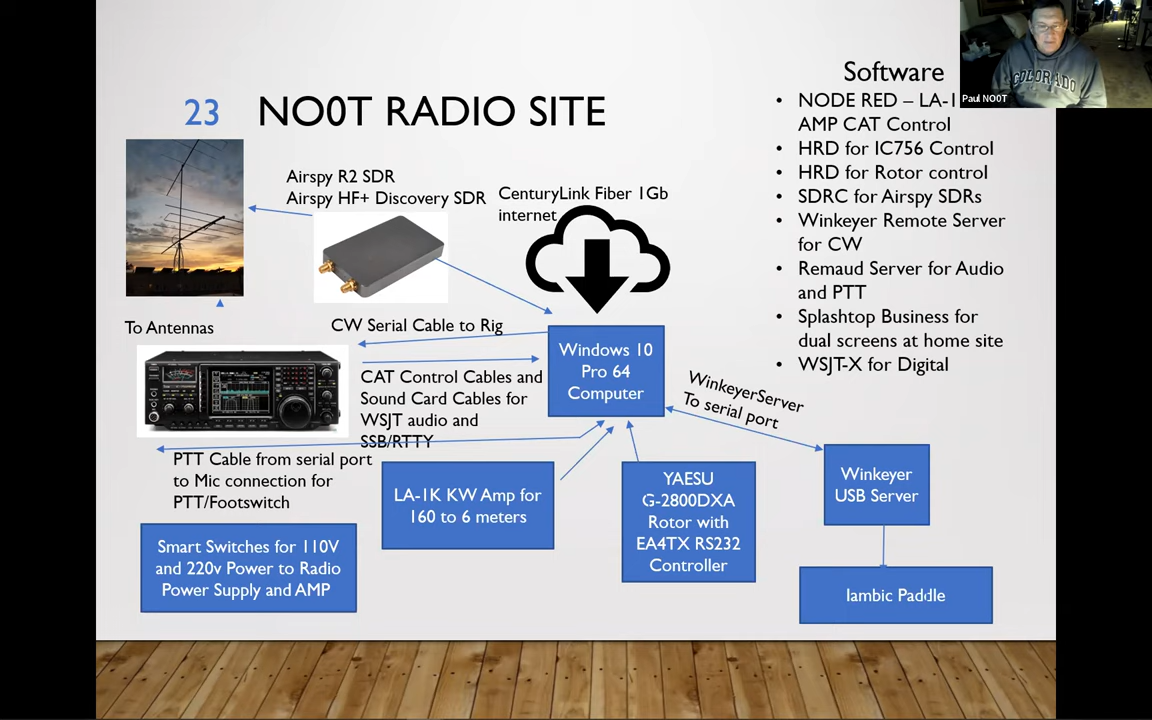 23 NO0T RADIO SITE
Software
• NODE RED – LA-1
AMP CAT Control
• HRD for IC756 Control
• HRD for Rotor control
• SDRC for Airspy SDRs
• Winkeyer Remote Server
for CW
• Remaud Server for Audio
and PTT
• Splashtop Business for
dual screens at home site
• WSJT-X for Digital
COLORADO
Paul NO0T
Airspy R2 SDR
Airspy HF+ Discovery SDR
CenturyLink Fiber 1Gb
internet
To Antennas
CW Serial Cable to Rig
Windows 10
Pro 64
Computer
CAT Control Cables and
Sound Card Cables for
WSJT audio and
SSB/RTTY
WinkeyerServer
To serial port
PTT Cable from serial port
to Mic connection for
PTT/Footswitch
LA-1K KW Amp for
160 to 6 meters
YAESU
G-2800DXA
Rotor with
EA4TX RS232
Controller
Winkeyer
USB Server
Smart Switches for 110V
and 220v Power to Radio
Power Supply and AMP
Iambic Paddle